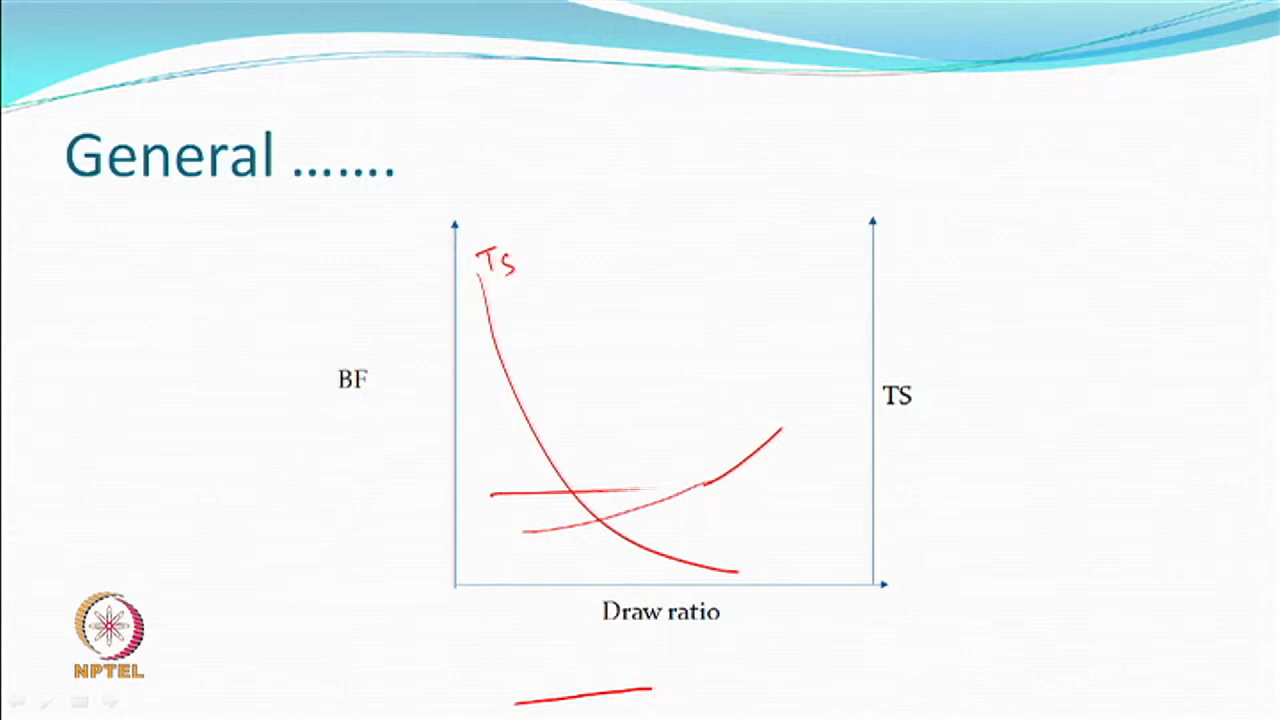 General .......
TS
BF
TS
Draw ratio
NPTEL